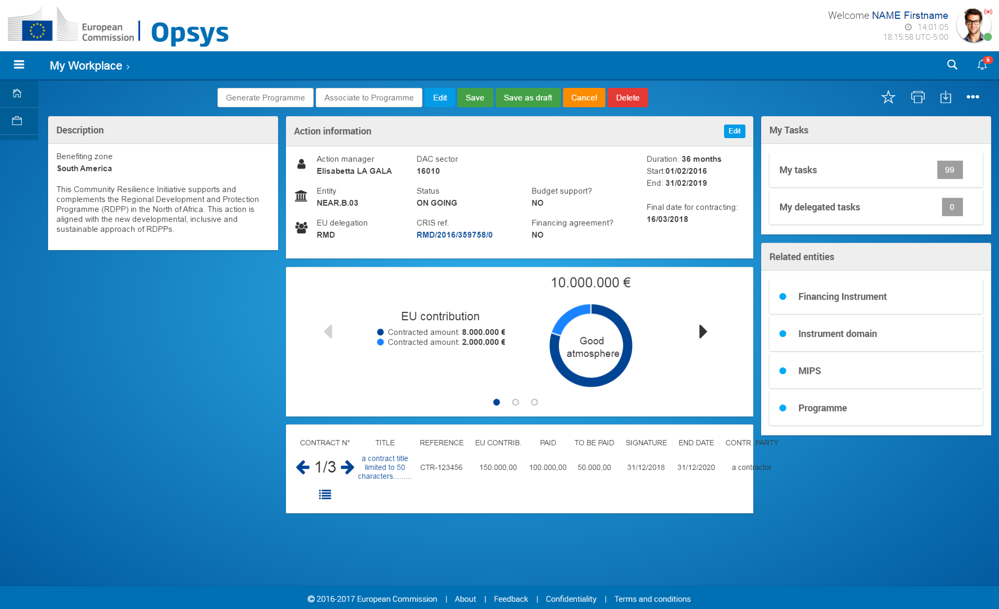 European
Commission
Opsys
Welcome NAME Firstname
14:01:05
18:15:58 UTC-5:00
My Workplace ›
5
Generate Programme
Associate to Programme
Edit
Save
Save as draft
Cancel
Delete
Description
Benefiting zone
South America
This Community Resilience Initiative supports and
complements the Regional Development and Protection
Programme (RDPP) in the North of Africa. This action is
aligned with the new developmental, inclusive and
sustainable approach of RDPPs.
Action information
Edit
Action manager
Elisabetta LA GALA
DAC sector
16010
Entity
NEAR.B.03
Status
ON GOING
Budget support?
NO
EU delegation
RMD
CRIS ref.
RMD/2016/359758/0
Financing agreement?
NO
Duration: 36 months
Start:01/02/2016
End: 31/02/2019
Final date for contracting:
16/03/2018
10.000.000 €
EU contribution
Contracted amount: 8.000.000 €
Contracted amount: 2.000.000 €
Good
atmosphere
CONTRACT N° TITLE REFERENCE EU CONTRIB. PAID TO BE PAID SIGNATURE END DATE CONTR. PARTY
1/3
a contract title
limited to 50
characters.........
CTR-123456 150.000,00 100.000,00 50.000,00 31/12/2018 31/12/2020 a contractor
My Tasks
My tasks 99
My delegated tasks 0
Related entities
Financing Instrument
Instrument domain
MIPS
Programme
© 2016-2017 European Commission | About | Feedback | Confidentiality | Terms and conditions